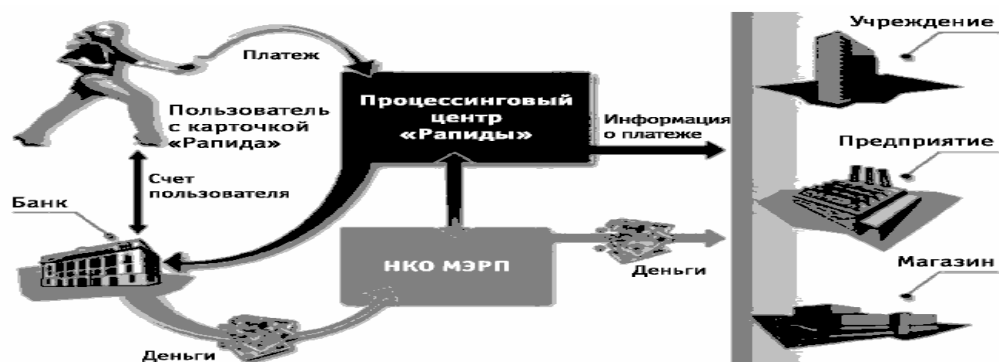 Платеж
Пользователь
с карточкой
«Рапида»
Счет
пользователя
Банк
Деньги
Процессинговый
центр
«Рапиды»
НКО МЭРП
Информация
о платеже
Деньги
Учреждение
Предприятие
Магазин